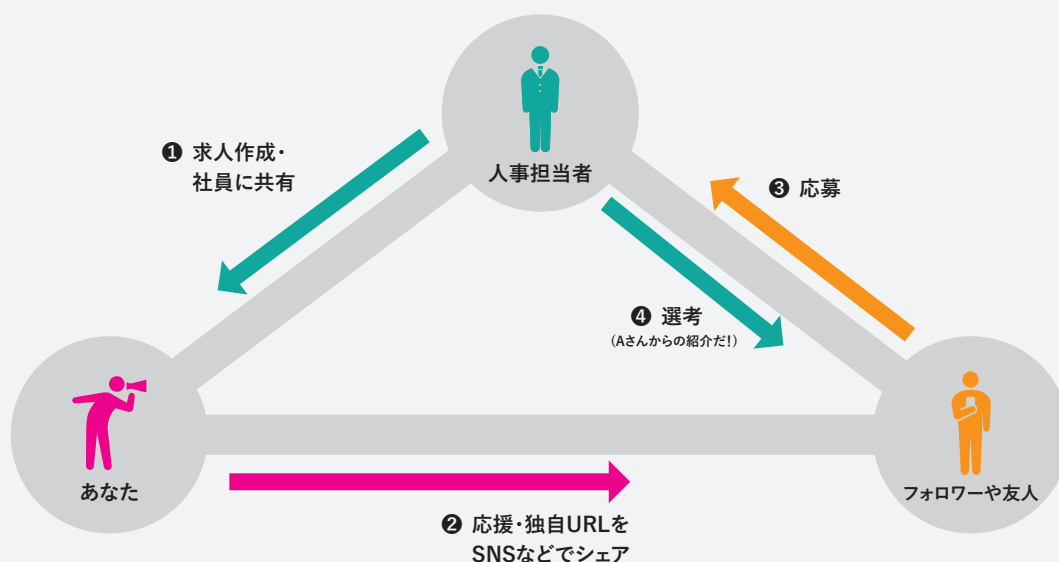 人事担当者
❶ 求人作成・
社員に共有
❸ 応募
❹ 選考
(Aさんからの紹介だ!)
あなた
フォロワーや友人
❷ 応援・独自URLを
SNSなどでシェア